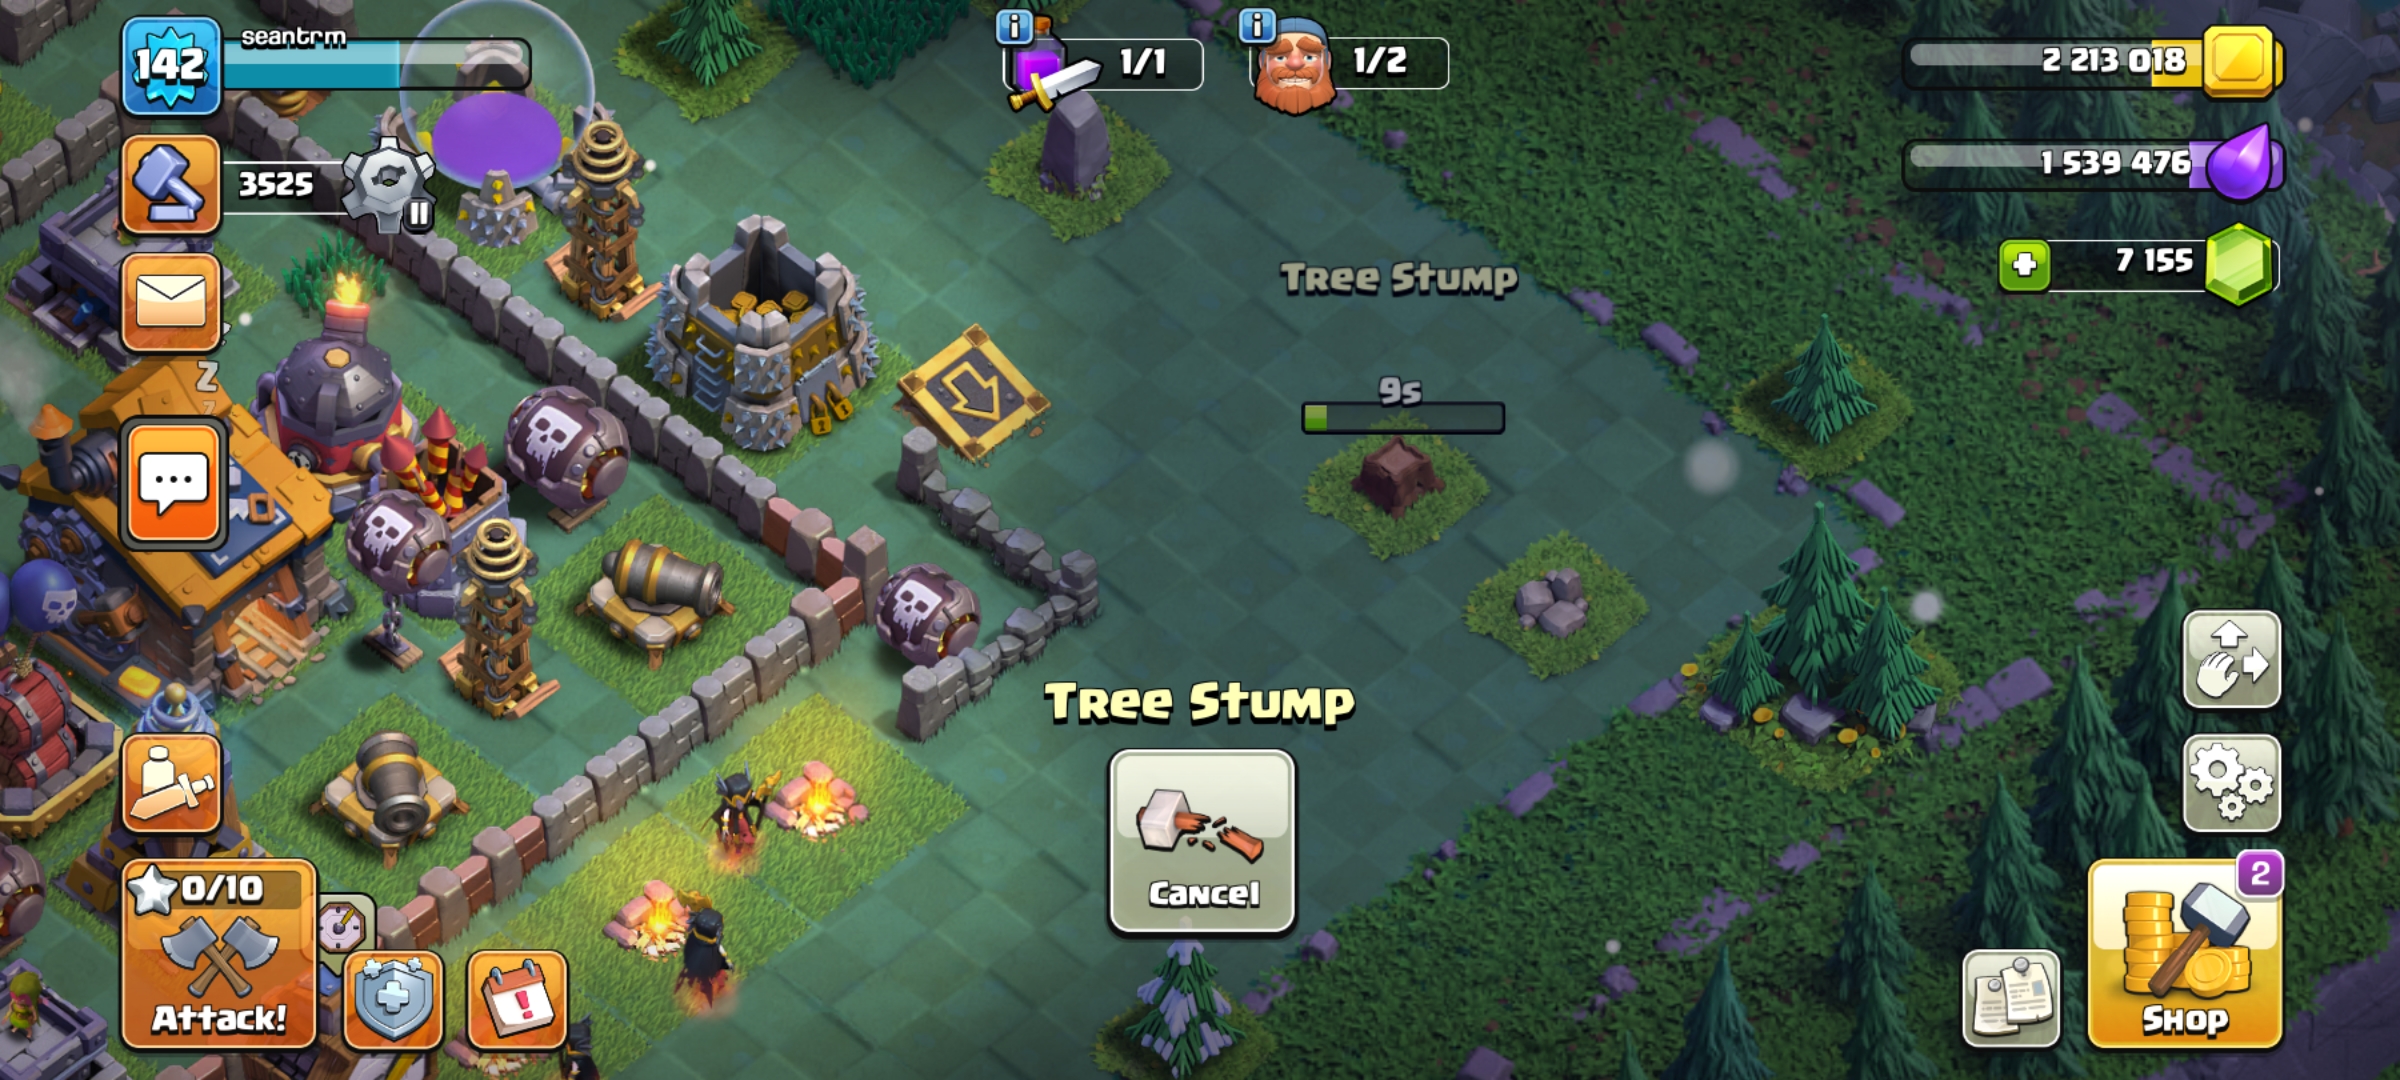 142
seantrm
1/1
1/2
2 213 018
3525
1 539 476
7 155
Tree Stump
Z
z
9s
Tree Stump
Cancel
0/10
Attack!
2
Shop